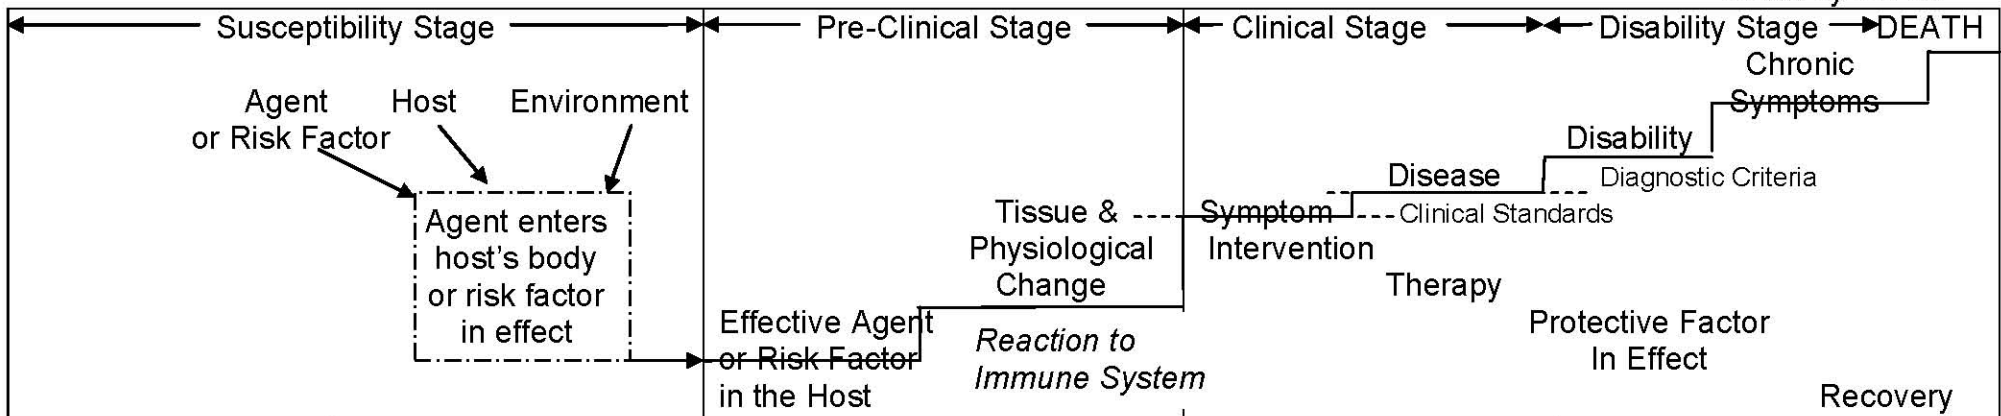 Susceptibility Stage
Pre-Clinical Stage
Clinical Stage
Disability Stage
DEATH
Agent
or Risk Factor
Host
Environment
Agent enters
host's body
or risk factor
in effect
Effective Agent
or Risk Factor
in the Host
Tissue &
Physiological
Change
Reaction to
Immune System
Symptom
Intervention
Disease
Clinical Standards
Therapy
Disability
Diagnostic Criteria
Chronic
Symptoms
Protective Factor
In Effect
Recovery